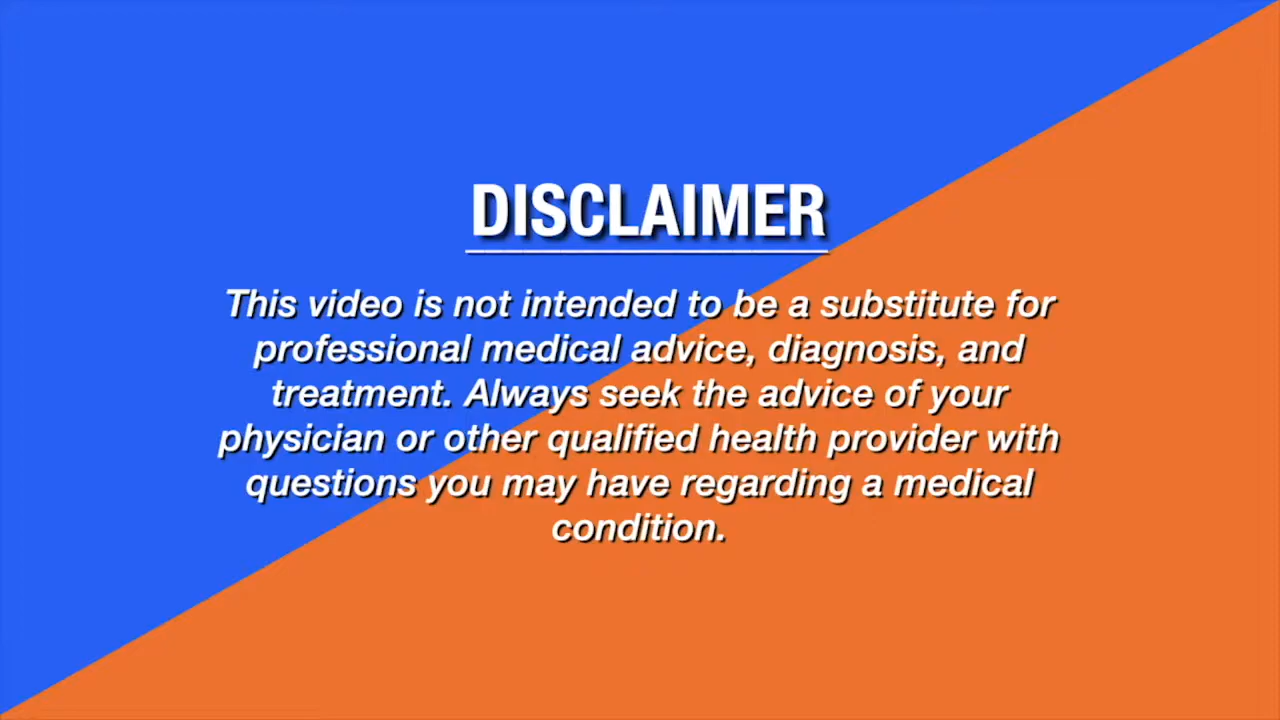 DISCLAIMER
This video is not intended to be a substitute for
professional medical advice, diagnosis, and
treatment. Always seek the advice of your
physician or other qualified health provider with
questions you may have regarding a medical
condition.